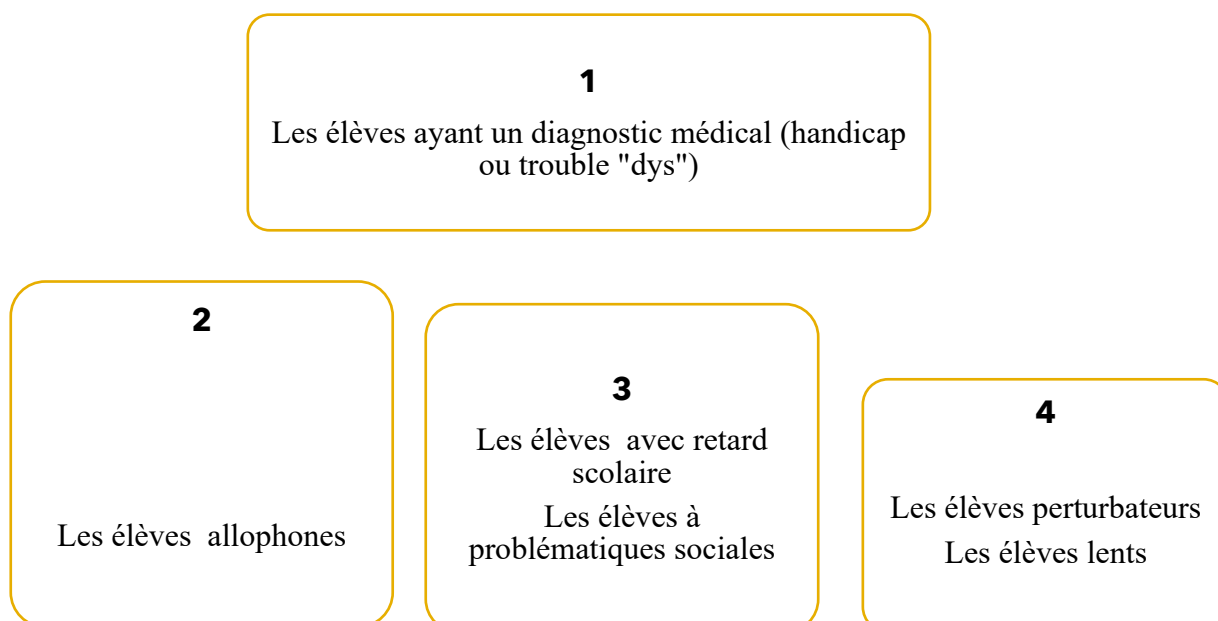 1
Les élèves ayant un diagnostic médical (handicap
ou trouble "dys")
2
Les élèves  allophones
3
Les élèves  avec retard
scolaire
Les élèves à
problématiques sociales
4
Les élèves perturbateurs
Les élèves lents